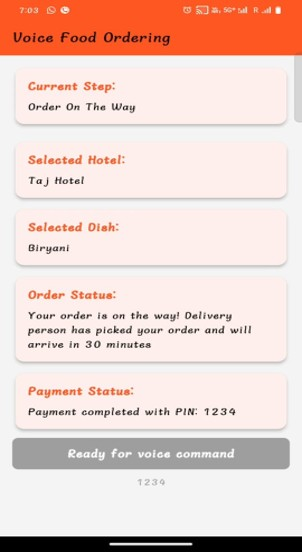 7:03
5G+
R
Voice Food Ordering
Current Step:
Order On The Way
Selected Hotel:
Taj Hotel
Selected Dish:
Biryani
Order Status:
Your order is on the way! Delivery
person has picked your order and will
arrive in 30 minutes
Payment Status:
Payment completed with PIN: 1234
Ready for voice command
1234